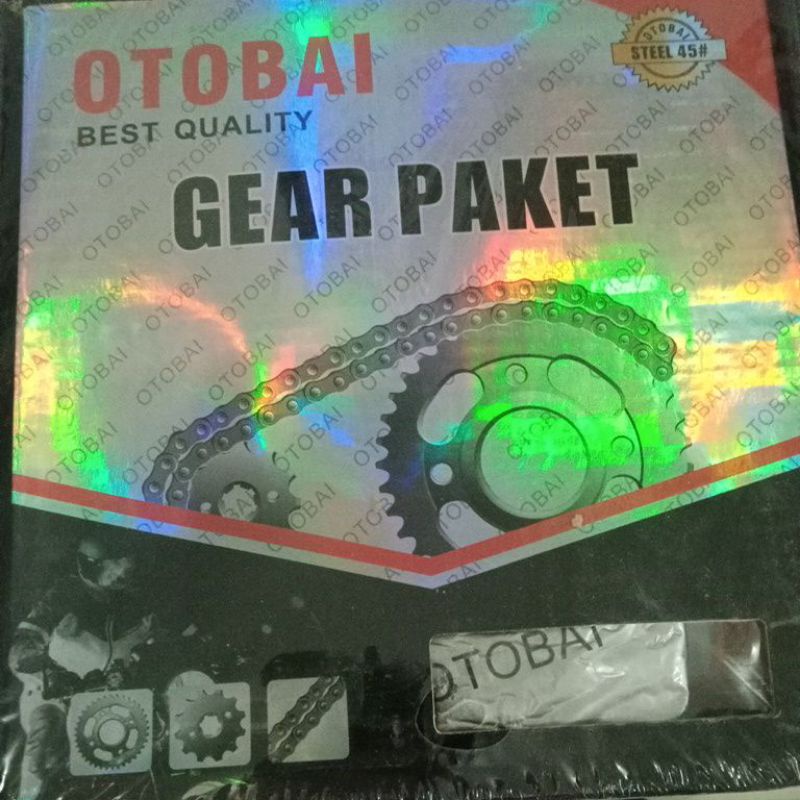 OTOBAI
BEST QUALITY
OTOBAI
STEEL 45#
GEAR PAKET
OTOBAI